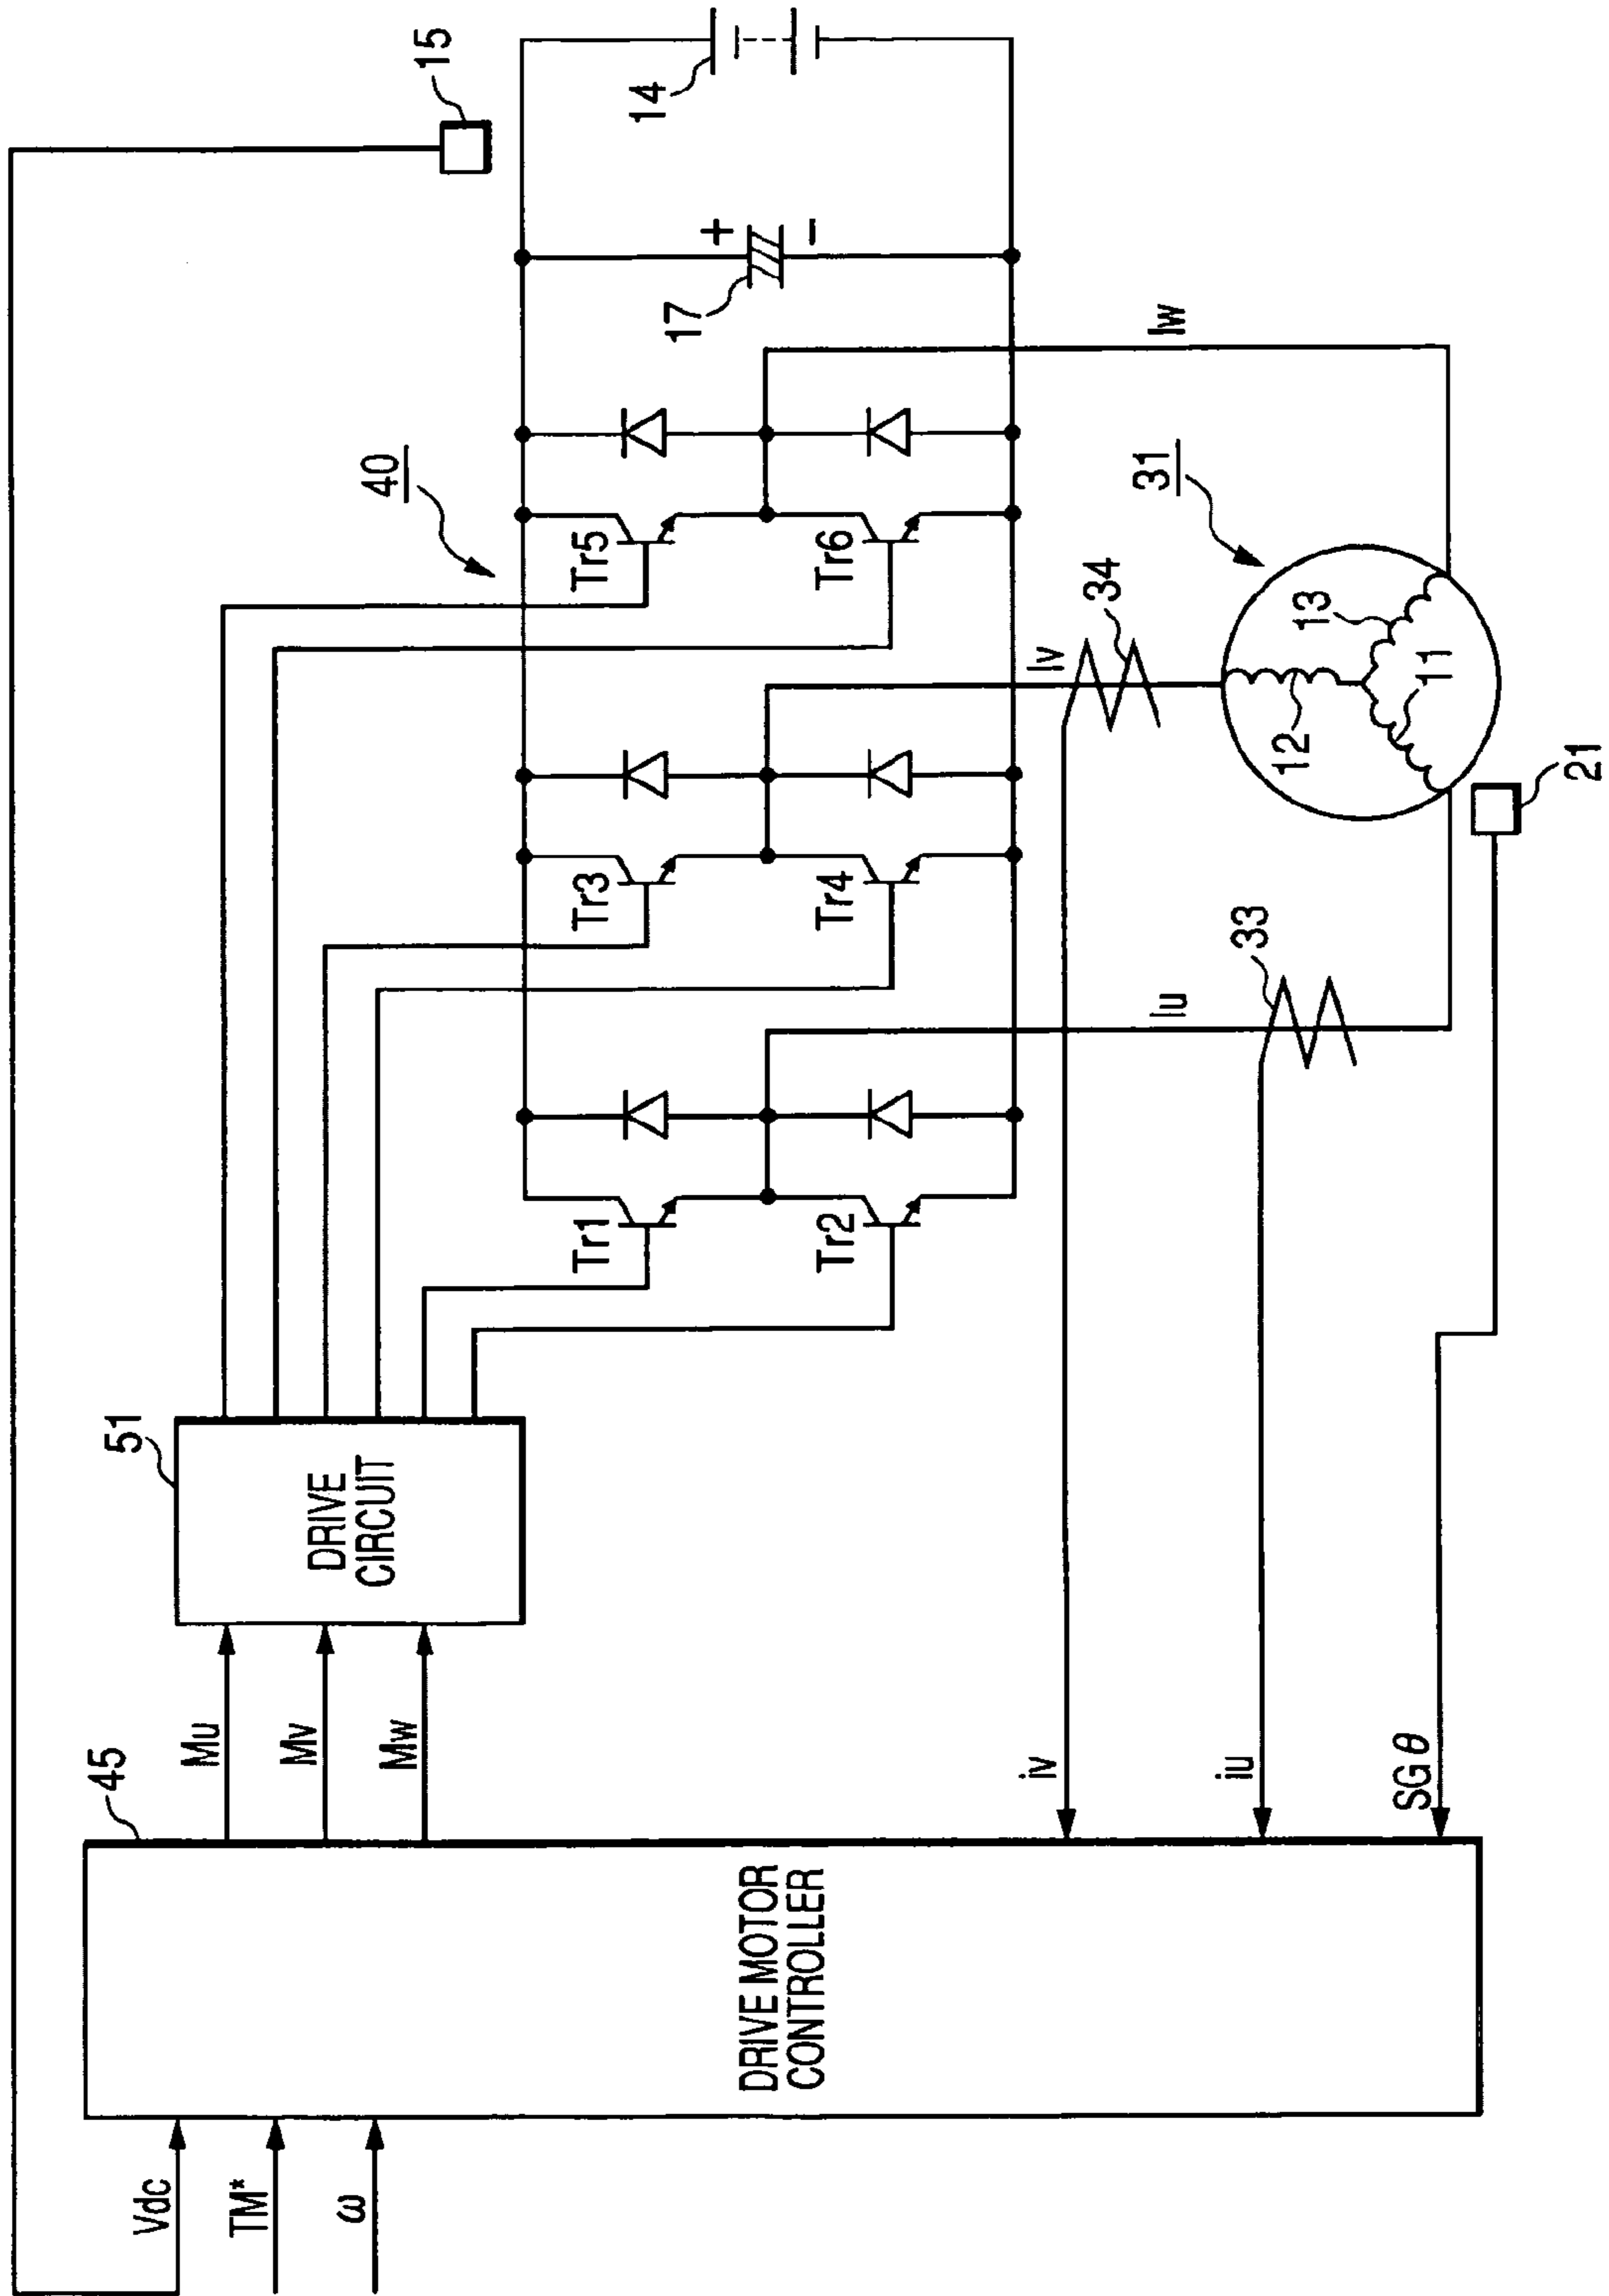 15
14
+
-
17
40
Tr5
Tr6
Iw
31
Tr3
Tr4
Iv
34
13
12
11
21
Tr1
Tr2
Iu
33
51
DRIVE
CIRCUIT
Mu
Mv
Mw
45
iv
iu
SGθ
DRIVE MOTOR
CONTROLLER
Vdc
TM*
ω